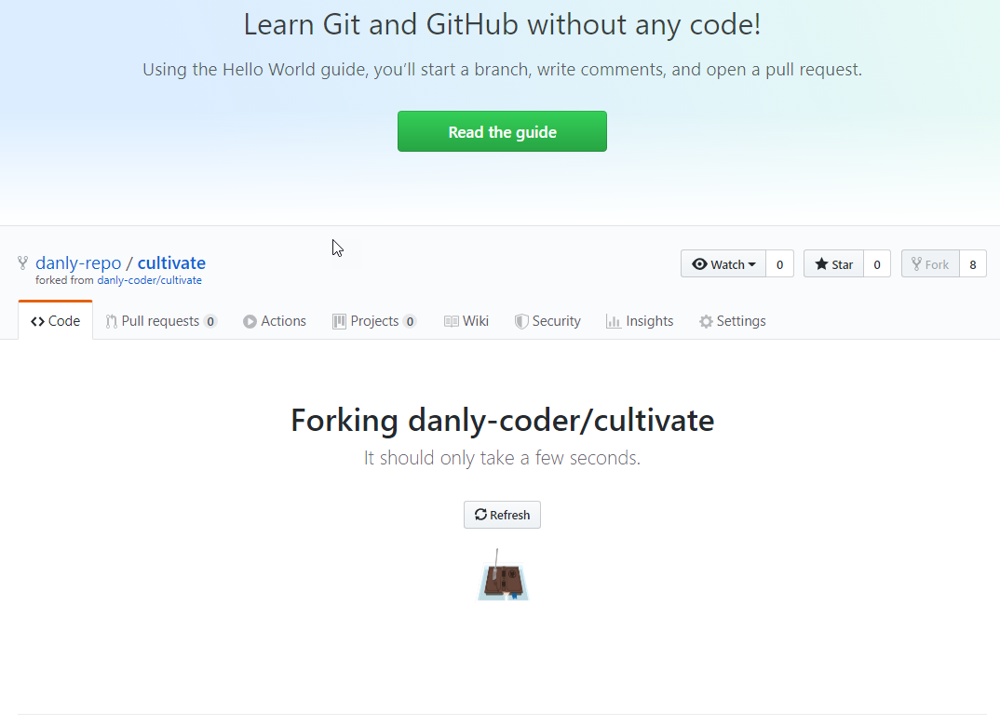 Learn Git and GitHub without any code!
Using the Hello World guide, you’ll start a branch, write comments, and open a pull request.
Read the guide
danly-repo / cultivate
Watch 0 Star 0 Fork 8
forked from danly-coder/cultivate
Code Pull requests 0 Actions Projects 0 Wiki Security Insights Settings
Forking danly-coder/cultivate
It should only take a few seconds.
Refresh